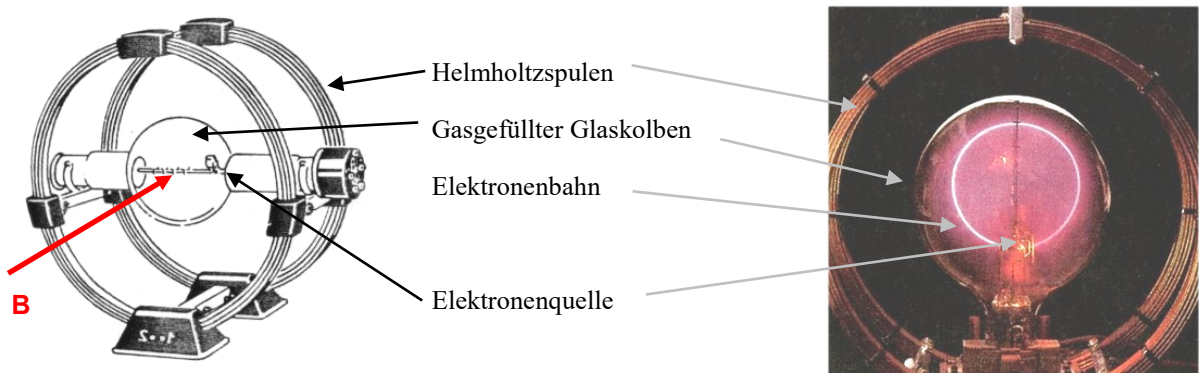 Helmholtzspulen
Gasgefüllter Glaskolben
Elektronenbahn
Elektronenquelle
B